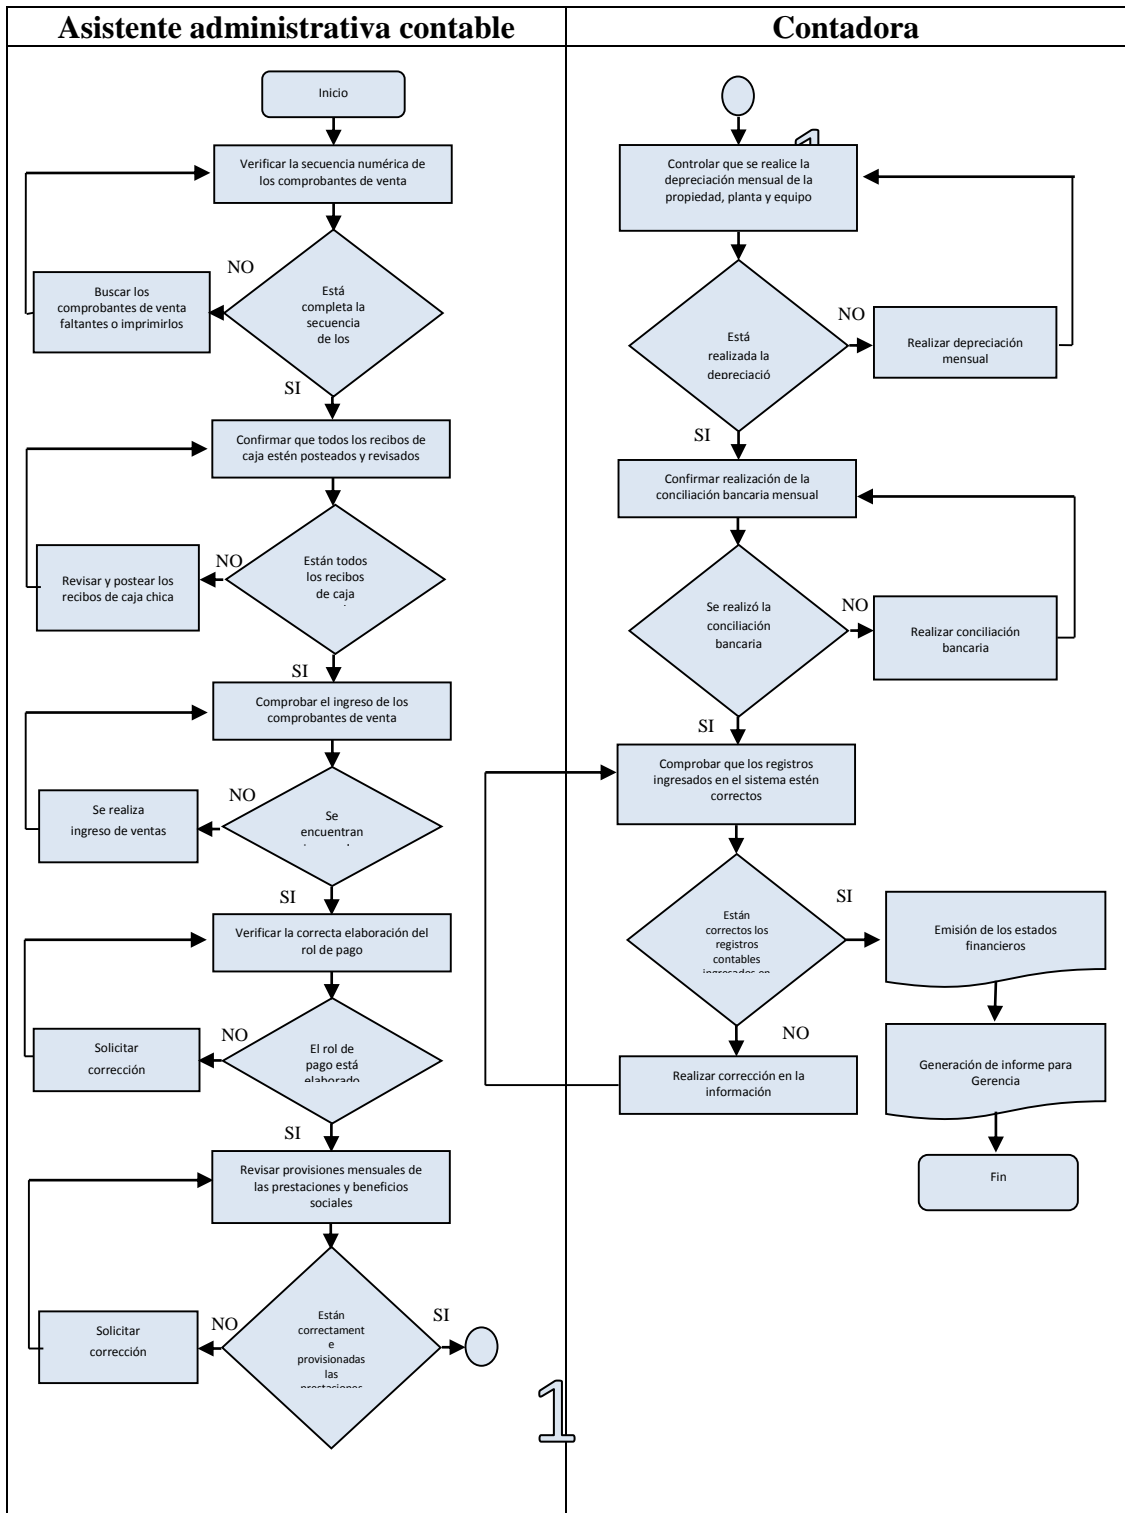 Asistente administrativa contable
Inicio
Verificar la secuencia numérica de
los comprobantes de venta
NO
Buscar los
comprobantes de venta
faltantes o imprimirlos
Está
completa la
secuencia
de los
SI
Confirmar que todos los recibos de
caja estén posteados y revisados
NO
Revisar y postear los
recibos de caja chica
Están todos
los recibos
de caja
SI
Comprobar el ingreso de los
comprobantes de venta
NO
Se realiza
ingreso de ventas
Se
encuentran
SI
Verificar la correcta elaboración del
rol de pago
NO
Solicitar
corrección
El rol de
pago está
elaborado
SI
Revisar provisiones mensuales de
las prestaciones y beneficios
sociales
NO
Solicitar
corrección
Están
correctament
e
provisionadas
las
prestaciones
SI
1
Contadora
1
Controlar que se realice la
depreciación mensual de la
propiedad, planta y equipo
Está
realizada la
depreciació
NO
Realizar depreciación
mensual
SI
Confirmar realización de la
conciliación bancaria mensual
Se realizó la
conciliación
bancaria
NO
Realizar conciliación
bancaria
SI
Comprobar que los registros
ingresados en el sistema estén
correctos
Están
correctos los
registros
contables
ingresados en
SI
Emisión de los estados
financieros
NO
Realizar corrección en la
información
Generación de informe para
Gerencia
Fin